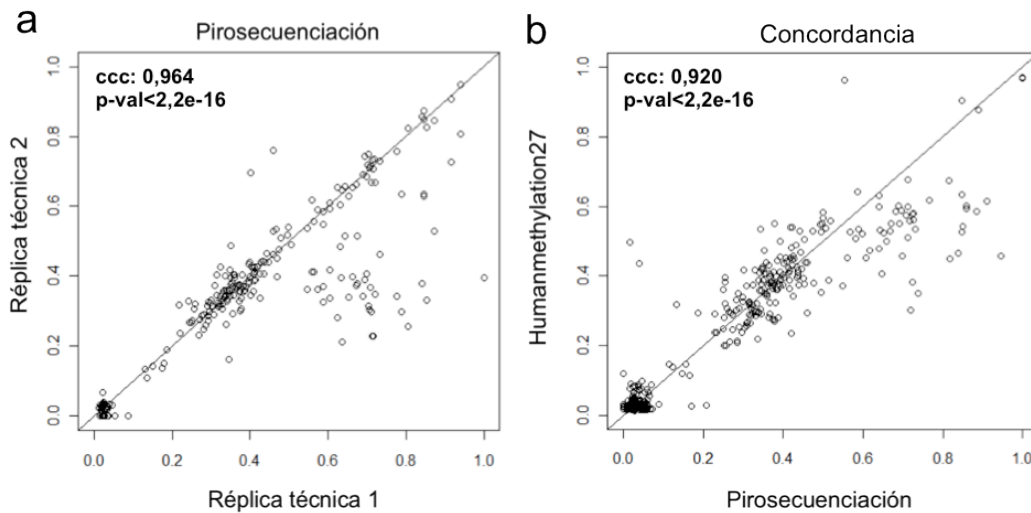 a
Pirosecuenciación
ccc: 0,964
p-val<2,2e-16
Réplica técnica 2
1.0
0.8
0.6
0.4
0.2
0.0
0.0 0.2 0.4 0.6 0.8 1.0
Réplica técnica 1
b
Concordancia
ccc: 0,920
p-val<2,2e-16
Humanmethylation27
1.0
0.8
0.6
0.4
0.2
0.0
0.0 0.2 0.4 0.6 0.8 1.0
Pirosecuenciación